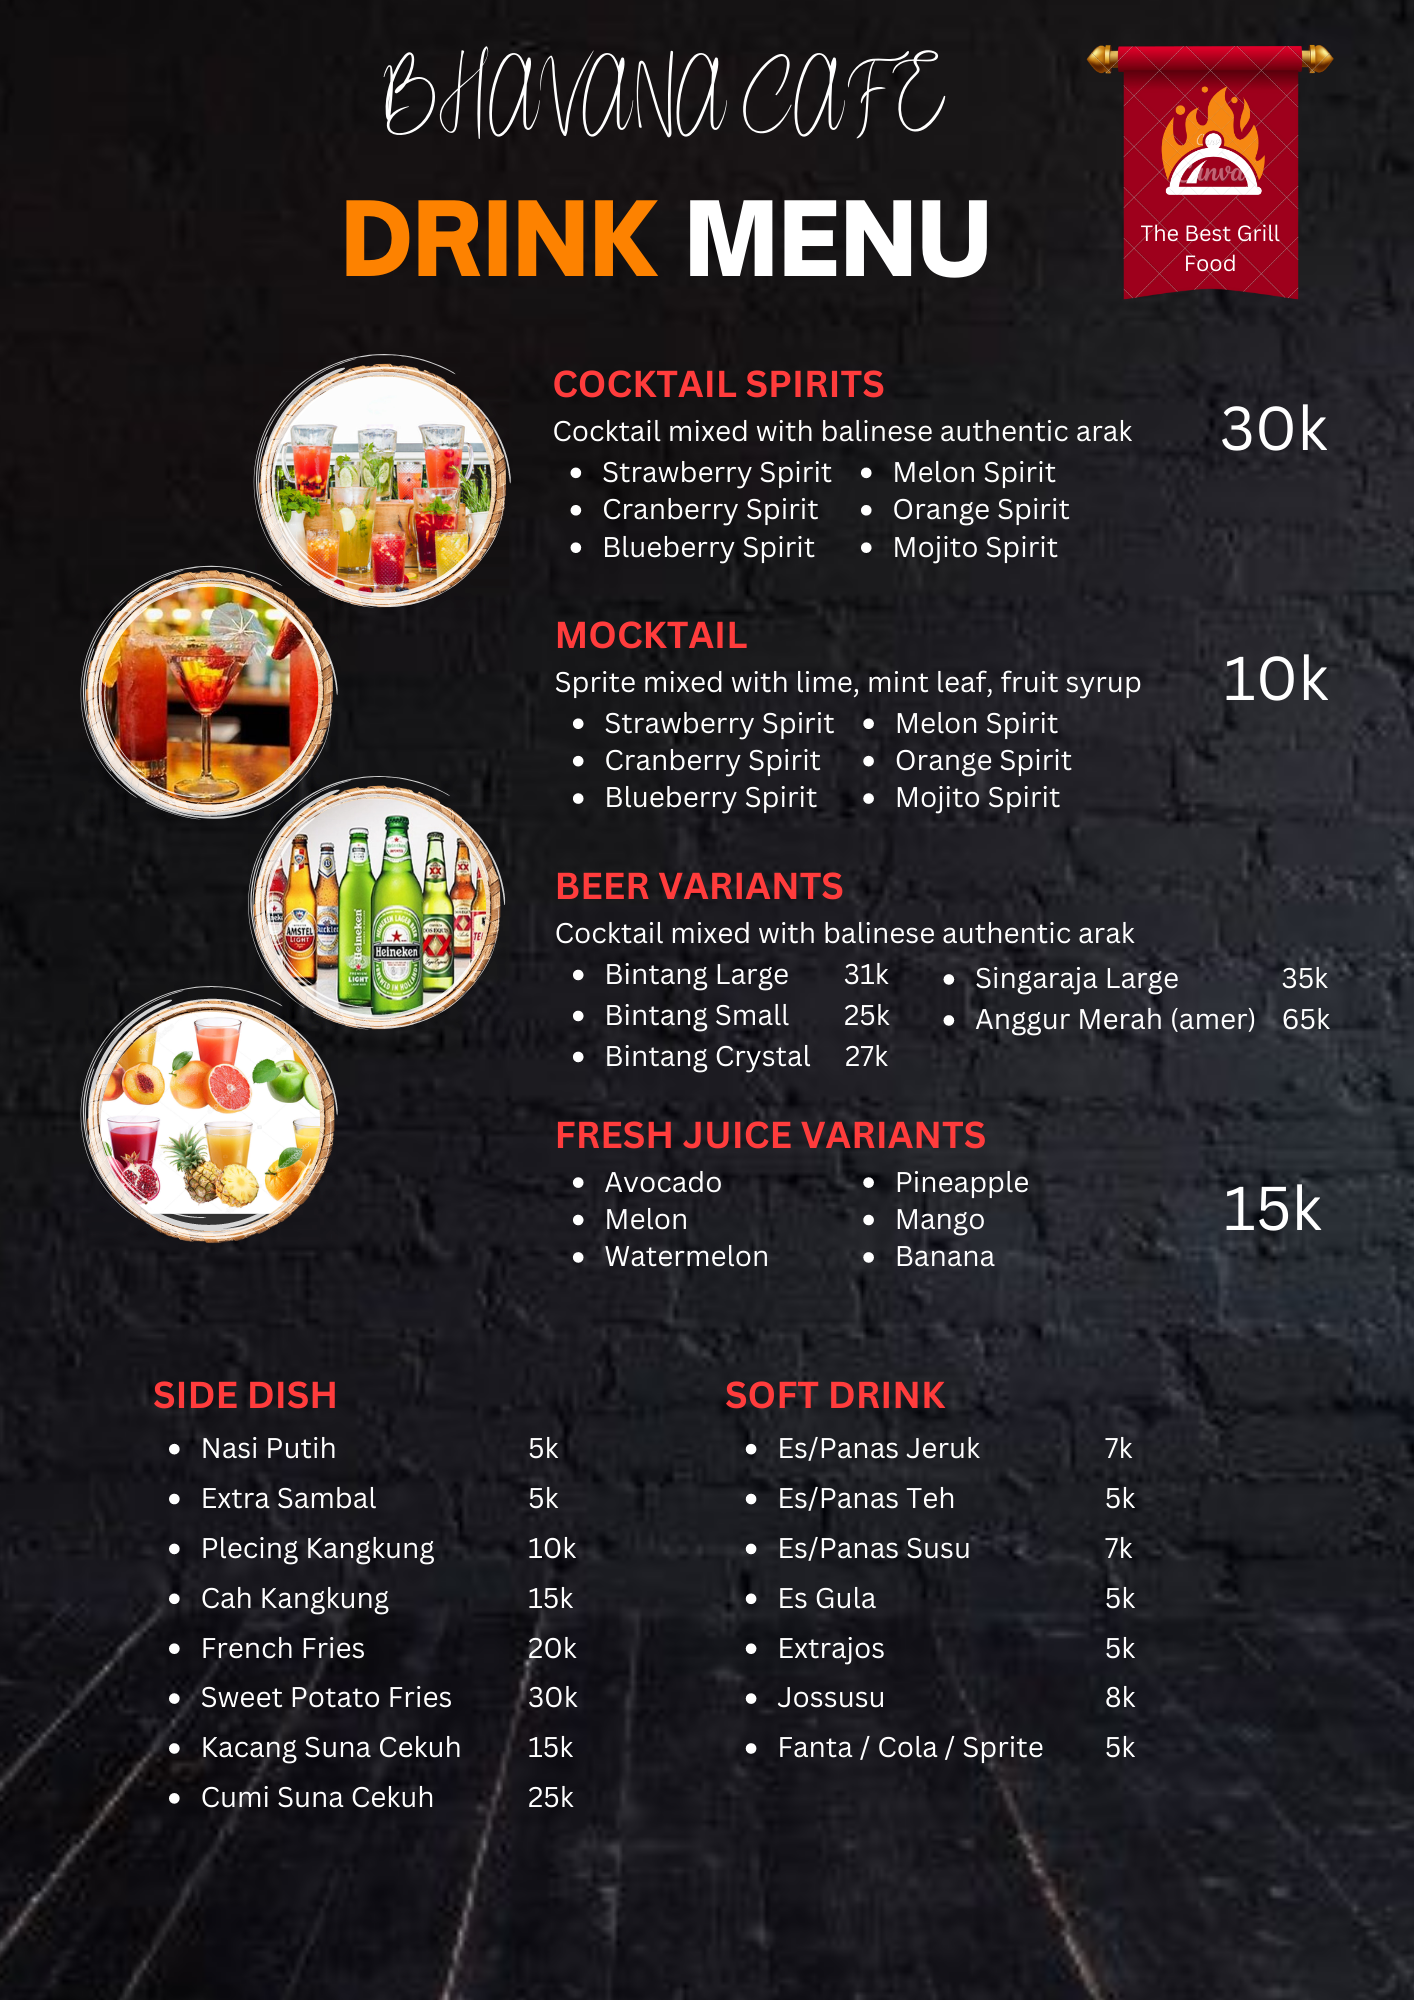 BHAVANA CAFE
DRINK MENU
The Best Grill
Food
COCKTAIL SPIRITS
Cocktail mixed with balinese authentic arak
30k
Strawberry Spirit
Cranberry Spirit
Blueberry Spirit
Melon Spirit
Orange Spirit
Mojito Spirit
MOCKTAIL
Sprite mixed with lime, mint leaf, fruit syrup
10k
Strawberry Spirit
Cranberry Spirit
Blueberry Spirit
Melon Spirit
Orange Spirit
Mojito Spirit
AMSTEL
LIGHT
Heineken
LIGHT
Heineken
XX
XX
BEER VARIANTS
Cocktail mixed with balinese authentic arak
Bintang Large 31k
Bintang Small 25k
Bintang Crystal 27k
Singaraja Large 35k
Anggur Merah (amer) 65k
FRESH JUICE VARIANTS
Avocado
Melon
Watermelon
Pineapple
Mango
Banana
15k
SIDE DISH
Nasi Putih 5k
Extra Sambal 5k
Plecing Kangkung 10k
Cah Kangkung 15k
French Fries 20k
Sweet Potato Fries 30k
Kacang Suna Cekuh 15k
Cumi Suna Cekuh 25k
SOFT DRINK
Es/Panas Jeruk 7k
Es/Panas Teh 5k
Es/Panas Susu 7k
Es Gula 5k
Extrajos 5k
Jossusu 8k
Fanta / Cola / Sprite 5k